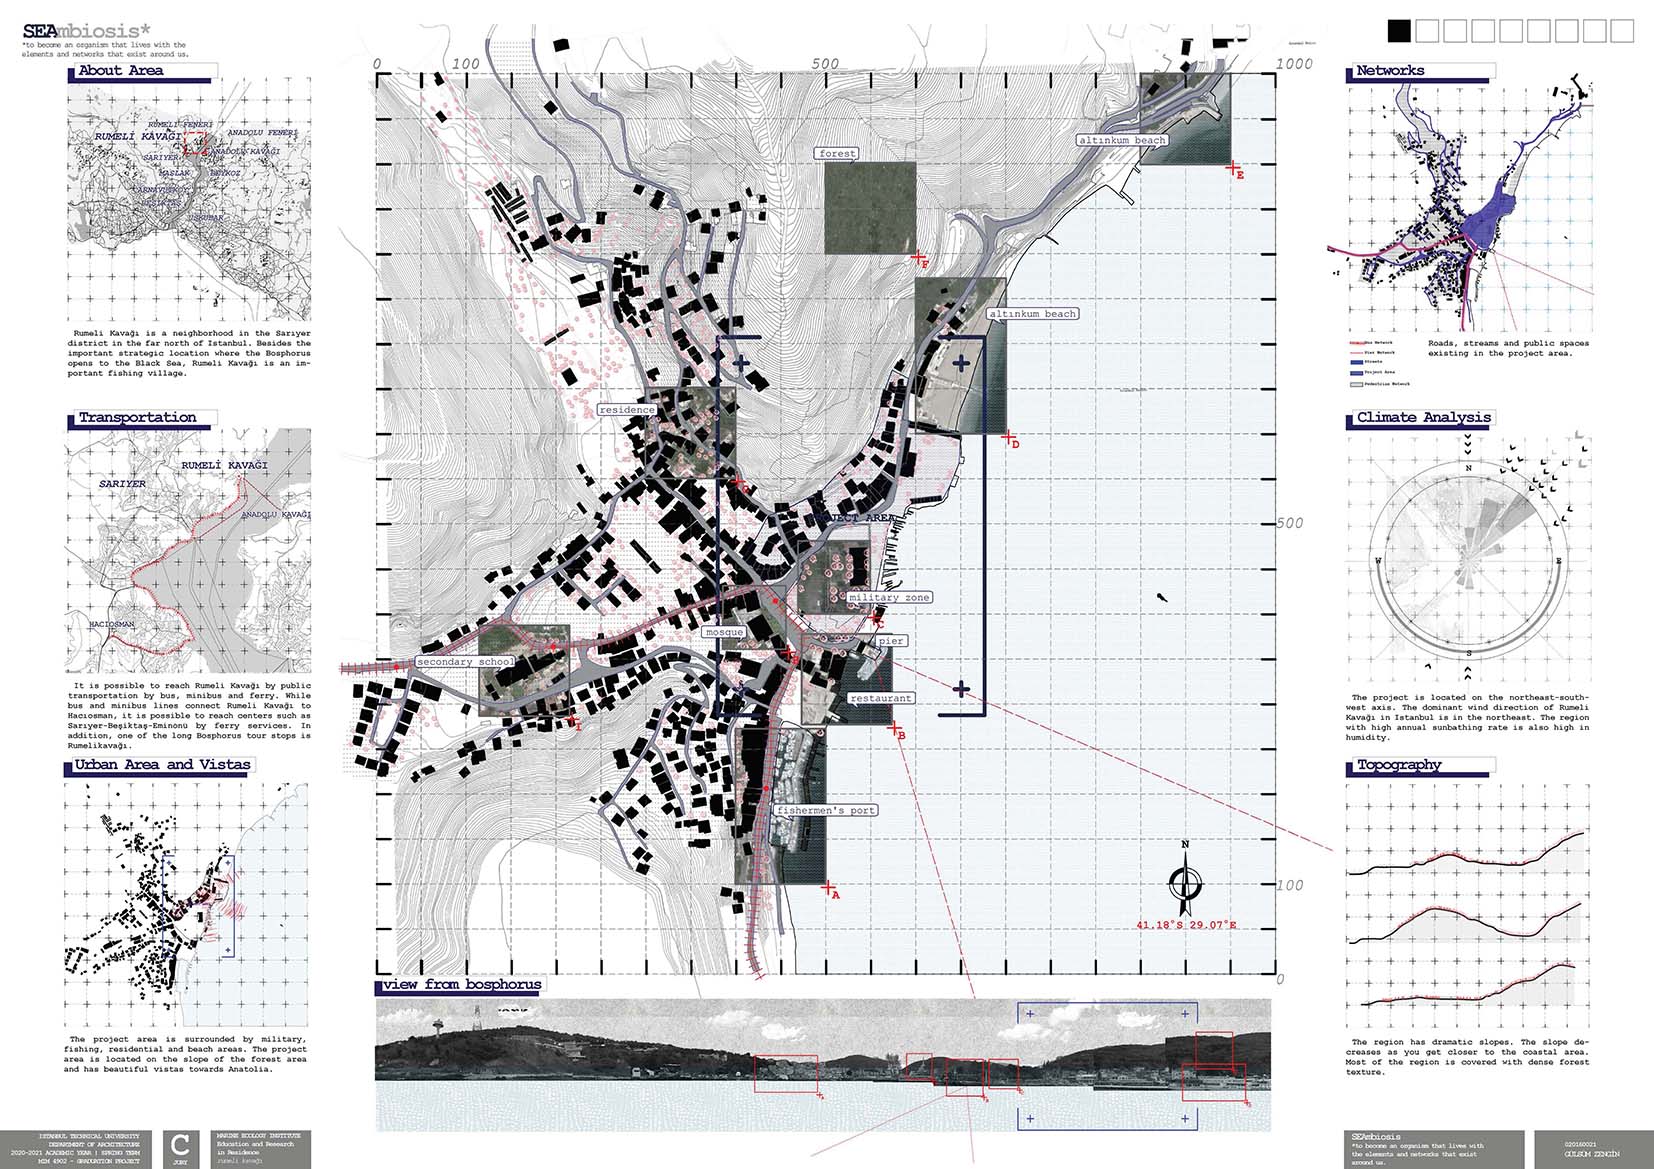 SEAmbiosis*
*to become an organism that lives with the
elements and networks that exist around us.
About Area
RUMELİ FENERİ
RUMELİ KAVAĞI
ANADOLU FENERİ
ANADOLU KAVAĞI
SARIYER
MASLAK
BEYKOZ
ARNAVUTKÖY
BEŞİKTAŞ
ÜSKÜDAR
Rumeli Kavağı is a neighborhood in the Sarıyer
district in the far north of Istanbul. Besides the
important strategic location where the Bosphorus
opens to the Black Sea, Rumeli Kavağı is an im-
portant fishing village.
Transportation
RUMELİ KAVAĞI
SARIYER
ANADOLU KAVAĞI
HACIOSMAN
It is possible to reach Rumeli Kavağı by public
transportation by bus, minibus and ferry. While
bus and minibus lines connect Rumeli Kavağı to
Hacıosman, it is possible to reach centers such as
Sarıyer-Beşiktaş-Eminönü by ferry services. In
addition, one of the long Bosphorus tour stops is
Rumelikavağı.
Urban Area and Vistas
The project area is surrounded by military,
fishing, residential and beach areas. The project
area is located on the slope of the forest area
and has beautiful vistas towards Anatolia.
0
100
500
1000
altınkum beach
E
forest
F
altınkum beach
D
residence
G
500
PROJECT AREA
military zone
C
mosque
pier
secondary school
restaurant
I
B
fishermen's port
A
100
N
41.18°S 29.07°E
0
view from bosphorus
Networks
Bus Network
Streets
Project Area
Pedestrian Network
Roads, streams and public spaces
existing in the project area.
Climate Analysis
N
W
E
S
The project is located on the northeast-south-
west axis. The dominant wind direction of Rumeli
Kavağı in Istanbul is in the northeast. The region
with high annual sunbathing rate is also high in
humidity.
Topography
The region has dramatic slopes. The slope de-
creases as you get closer to the coastal area.
Most of the region is covered with dense forest
texture.
ISTANBUL TECHNICAL UNIVERSITY
DEPARTMENT OF ARCHITECTURE
2020-2021 ACADEMIC YEAR | SPRING TERM
MIM 4902 - GRADUATION PROJECT
C
JURY
MARINE ECOLOGY INSTITUTE
Education and Research
in Residence
rumeli kavağı
SEAmbiosis
*to become an organism that lives with
the elements and networks that exist
around us.
020160021
GÜLSÜM ZENGİN